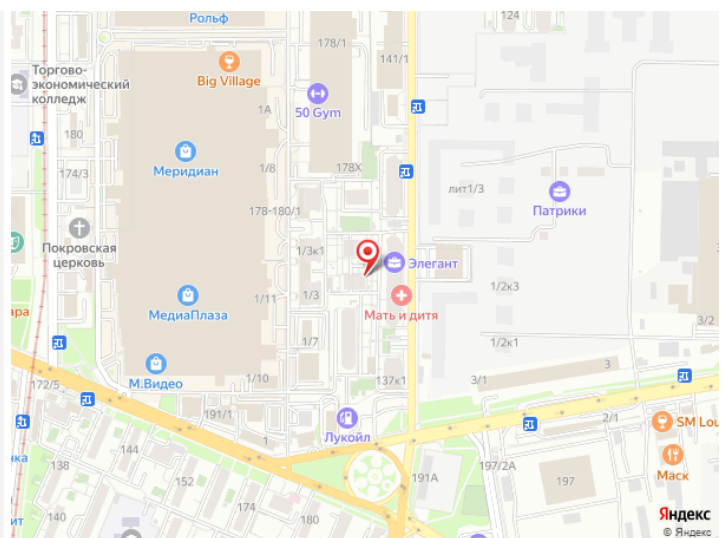 Рольф
124
178/1
141/1
Торгово-
экономический
колледж
Big Village
50 Gym
1А
180
Меридиан
1/8
178Х
174/3
лит1/3
Патрики
178-180/1
Покровская
церковь
1/3к1
Элегант
1/2к3
1/11
1/3
МедиаПлаза
Мать и дитя
3/2
1/7
1/2к1
М.Видео
1/10
137к1
3/1
3
172/5
191/1
1
Лукойл
2/1
SM Lou
144
138
152
191А
197/2А
197
Маск
174
180
140
Яндекс
© Яндекс